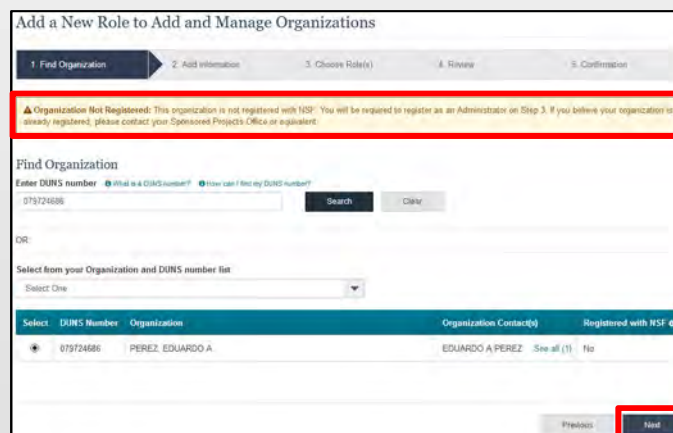 Add a New Role to Add and Manage Organizations
1. Find Organization
2. Add Information
3. Choose Role(s)
4. Review
5. Confirmation
Organization Not Registered: This organization is not registered with NSF. You will be required to register as an Administrator on Step 3. If you believe your organization is
already registered, please contact your Sponsored Projects Office or equivalent
Find Organization
Enter DUNS number What is a DUNS number? How can I find my DUNS number?
079724686 Search Clear
OR
Select from your Organization and DUNS number list
Select One
Select DUNS Number Organization Organization Contact(s) Registered with NSF
079724686 PEREZ, EDUARDO A EDUARDO A PEREZ See all (1) No
Previous Next